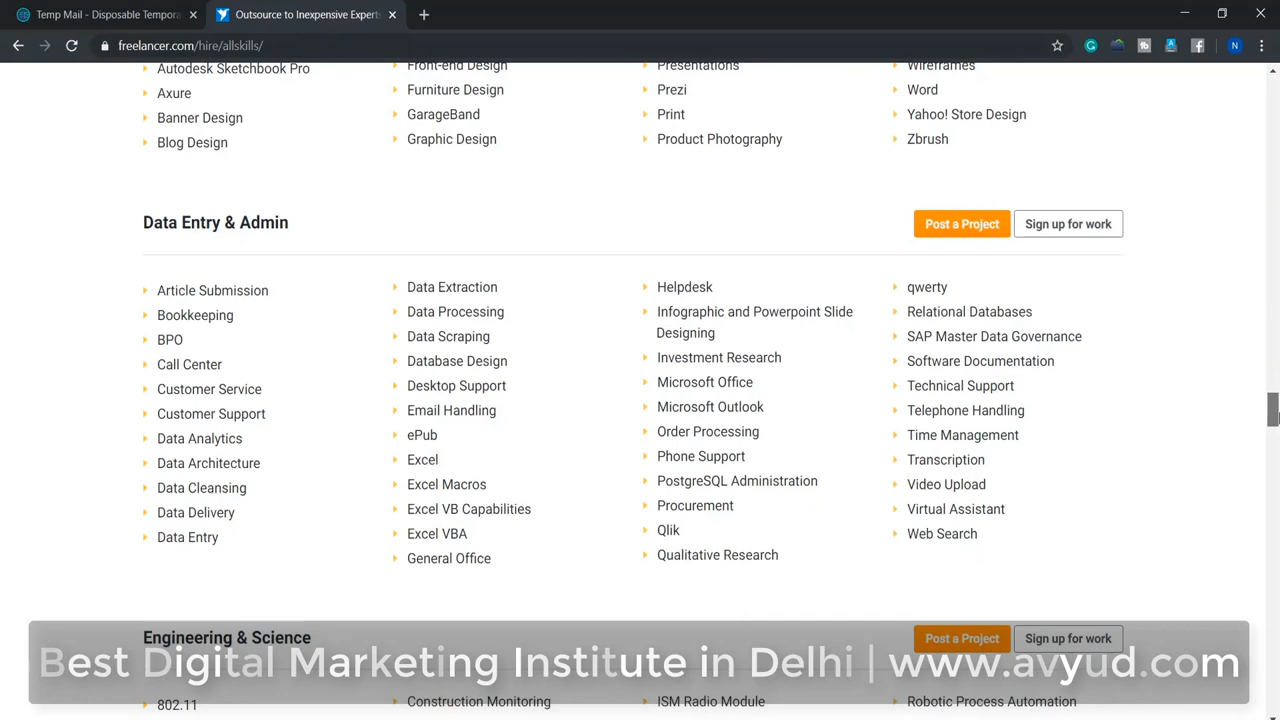 Temp Mail - Disposable Tempora
Outsource to Inexpensive Experts
freelancer.com/hire/allskills/
N
Autodesk Sketchbook Pro
Axure
Banner Design
Blog Design
Front-end Design
Furniture Design
GarageBand
Graphic Design
Presentations
Prezi
Print
Product Photography
Wireframes
Word
Yahoo! Store Design
Zbrush
Data Entry & Admin
Post a Project
Sign up for work
Article Submission
Bookkeeping
BPO
Call Center
Customer Service
Customer Support
Data Analytics
Data Architecture
Data Cleansing
Data Delivery
Data Entry
Data Extraction
Data Processing
Data Scraping
Database Design
Desktop Support
Email Handling
ePub
Excel
Excel Macros
Excel VB Capabilities
Excel VBA
General Office
Helpdesk
Infographic and Powerpoint Slide
Designing
Investment Research
Microsoft Office
Microsoft Outlook
Order Processing
Phone Support
PostgreSQL Administration
Procurement
Qlik
Qualitative Research
qwerty
Relational Databases
SAP Master Data Governance
Software Documentation
Technical Support
Telephone Handling
Time Management
Transcription
Video Upload
Virtual Assistant
Web Search
Engineering & Science
Post a Project
Sign up for work
Best Digital Marketing Institute in Delhi | www.avyud.com
802.11
Construction Monitoring
ISM Radio Module
Robotic Process Automation